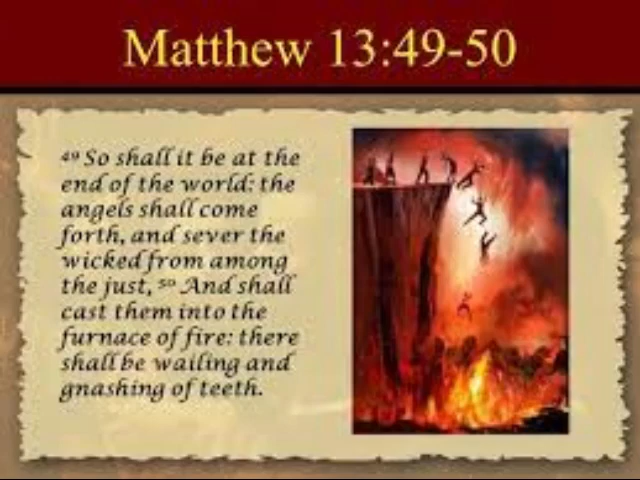 Matthew 13:49-50
49 So shall it be at the
end of the world: the
angels shall come
forth, and sever the
wicked from among
the just, 50 And shall
cast them into the
furnace of fire: there
shall be wailing and
gnashing of teeth.